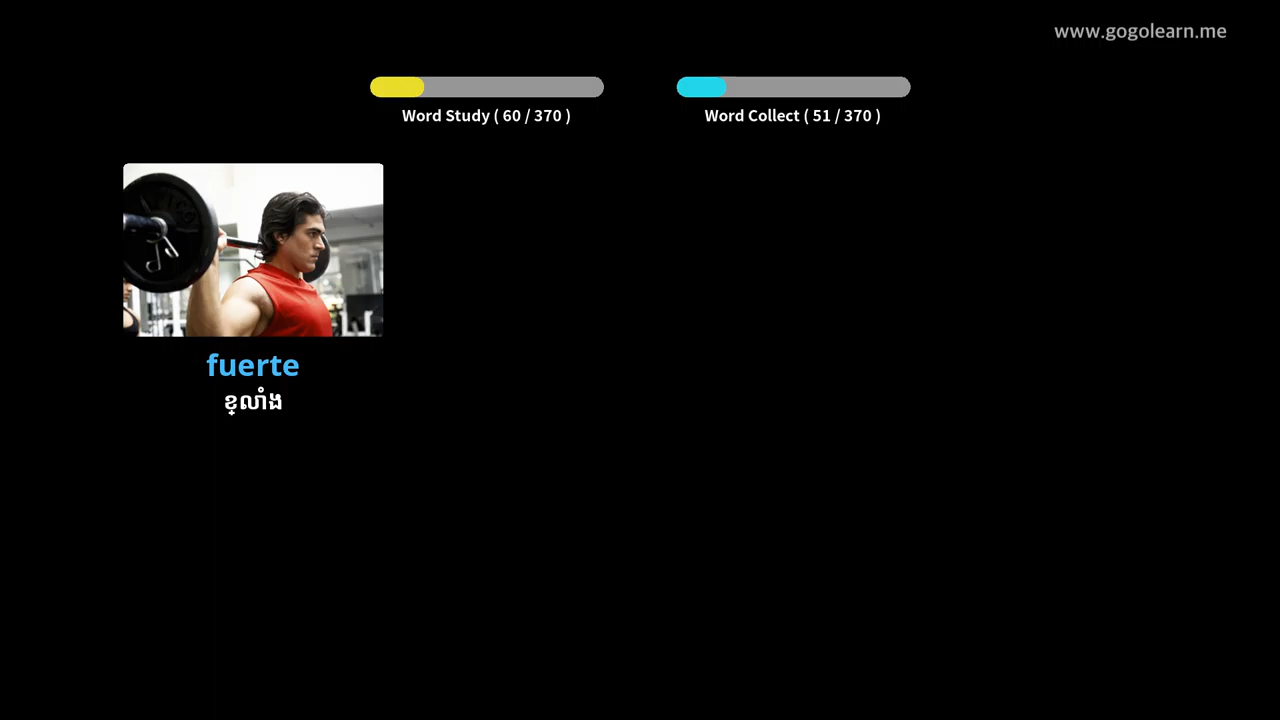 www.gogolearn.me
Word Study ( 60 / 370 )
Word Collect ( 51 / 370 )
fuerte
ខ្លាំង